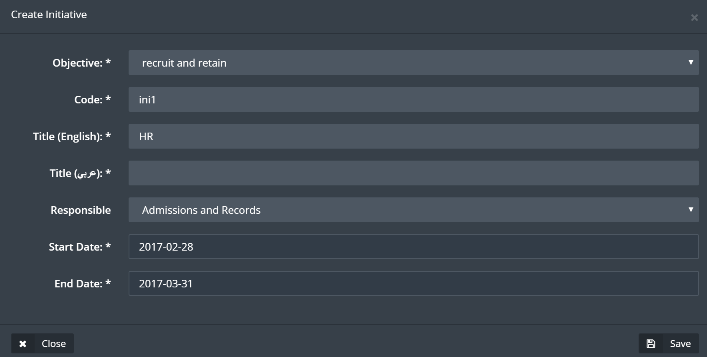 Create Initiative ×
Objective: * recruit and retain
Code: * ini1
Title (English): * HR
Title (عربي): *
Responsible Admissions and Records
Start Date: * 2017-02-28
End Date: * 2017-03-31
Close Save